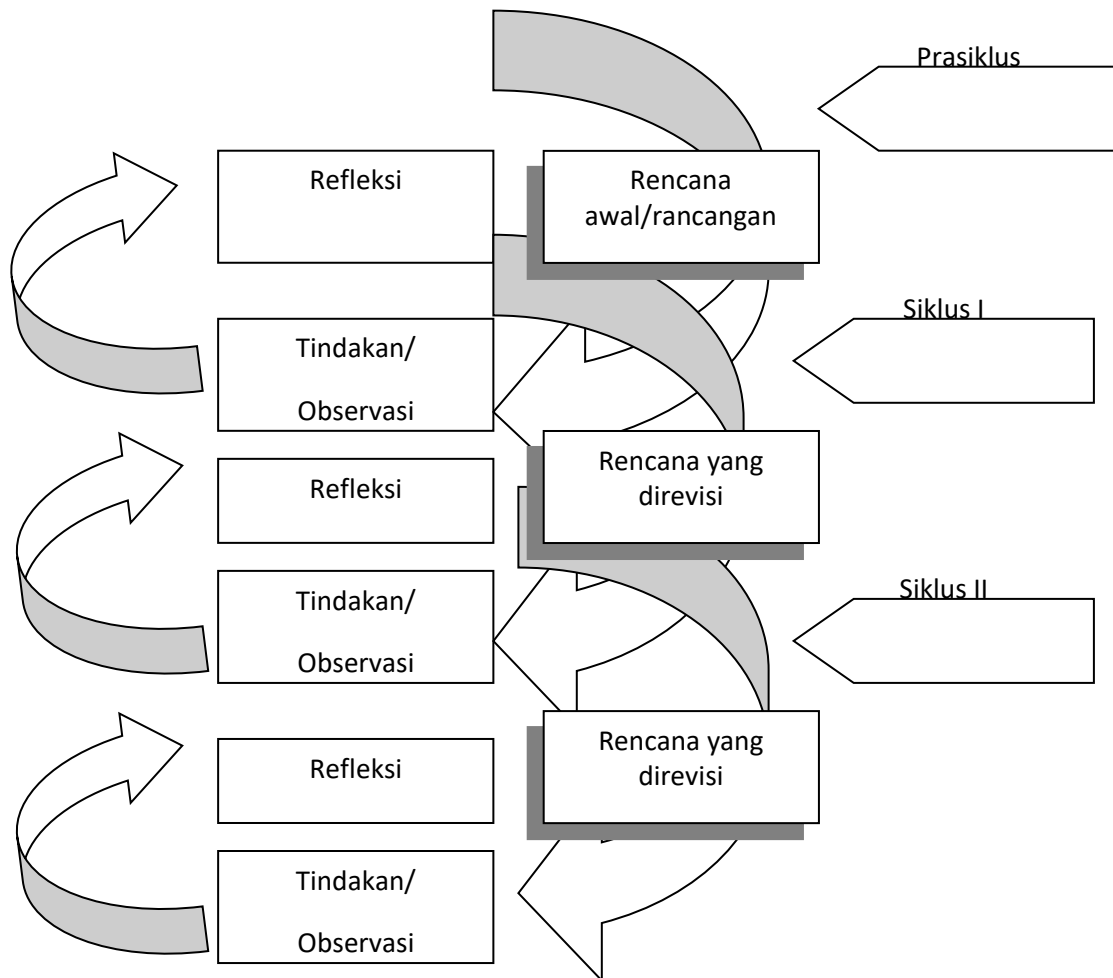 Prasiklus
Refleksi
Rencana
awal/rancangan
Siklus I
Tindakan/
Observasi
Rencana yang
direvisi
Refleksi
Siklus II
Tindakan/
Observasi
Rencana yang
direvisi
Refleksi
Tindakan/
Observasi